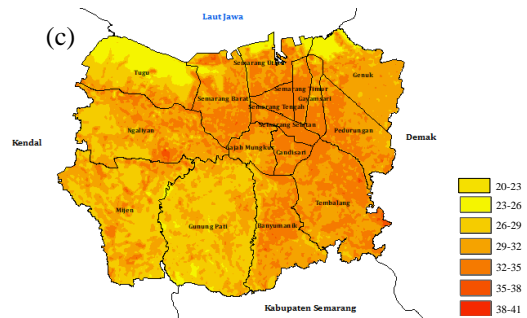 Laut Jawa
(c)
Tugu
Semarang Utara
Genuk
Semarang Timur
Semarang Barat
Gayamsari
Semarang Tengah
Semarang Selatan
Ngaliyan
Pedurungan
Kendal
Demak
Gajah Mungkur
Candisari
Mijen
Gunung Pati
Banyumanik
Tembalang
Kabupaten Semarang
20-23
23-26
26-29
29-32
32-35
35-38
38-41